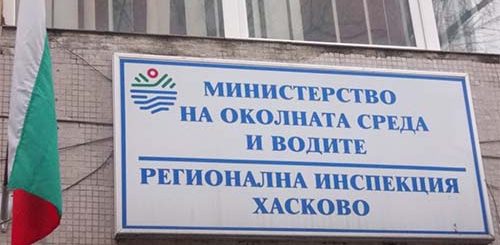 МИНИСТЕРСТВО
НА ОКОЛНАТА СРЕДА
И ВОДИТЕ
РЕГИОНАЛНА ИНСПЕКЦИЯ
ХАСКОВО